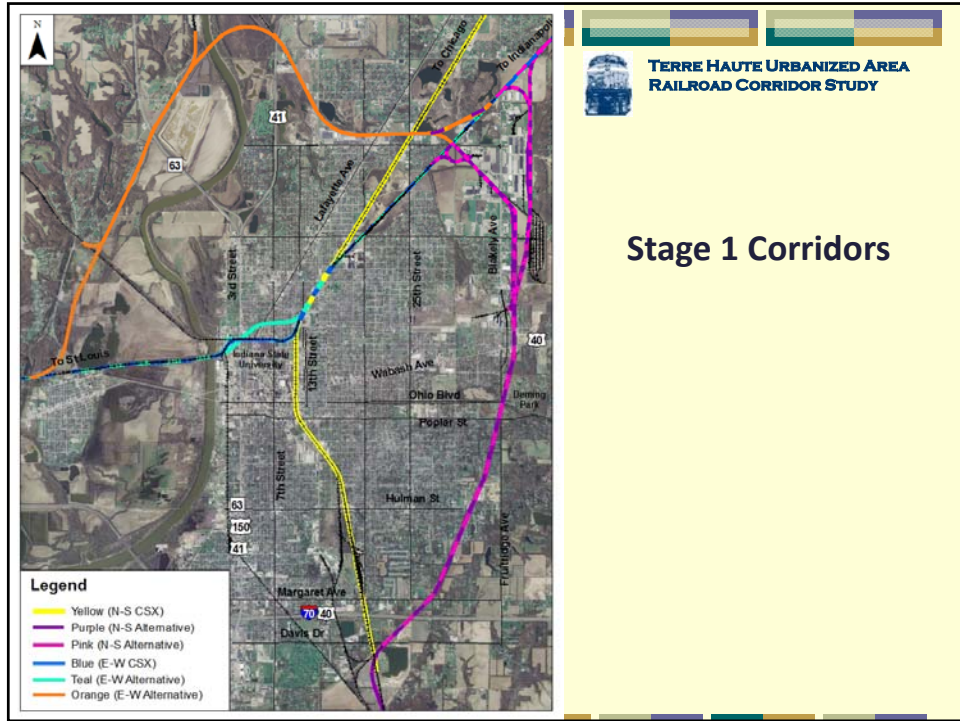 N
To Chicago
To Indianapol
TERRE HAUTE URBANIZED AREA
RAILROAD CORRIDOR STUDY
41
63
Lafayette Ave
Stage 1 Corridors
3rd Street
25th Street
Blakely Ave
40
To St Louis
Indiana State
University
13th Street
Wabash Ave
Ohio Blvd
Deming
Park
Poplar St
7th Street
Hulman St
63
150
41
Fruitridge Ave
Margaret Ave
70
40
Davis Dr
Legend
Yellow (N-S CSX)
Purple (N-S Alternative)
Pink (N-S Alternative)
Blue (E-W CSX)
Teal (E-W Alternative)
Orange (E-W Alternative)